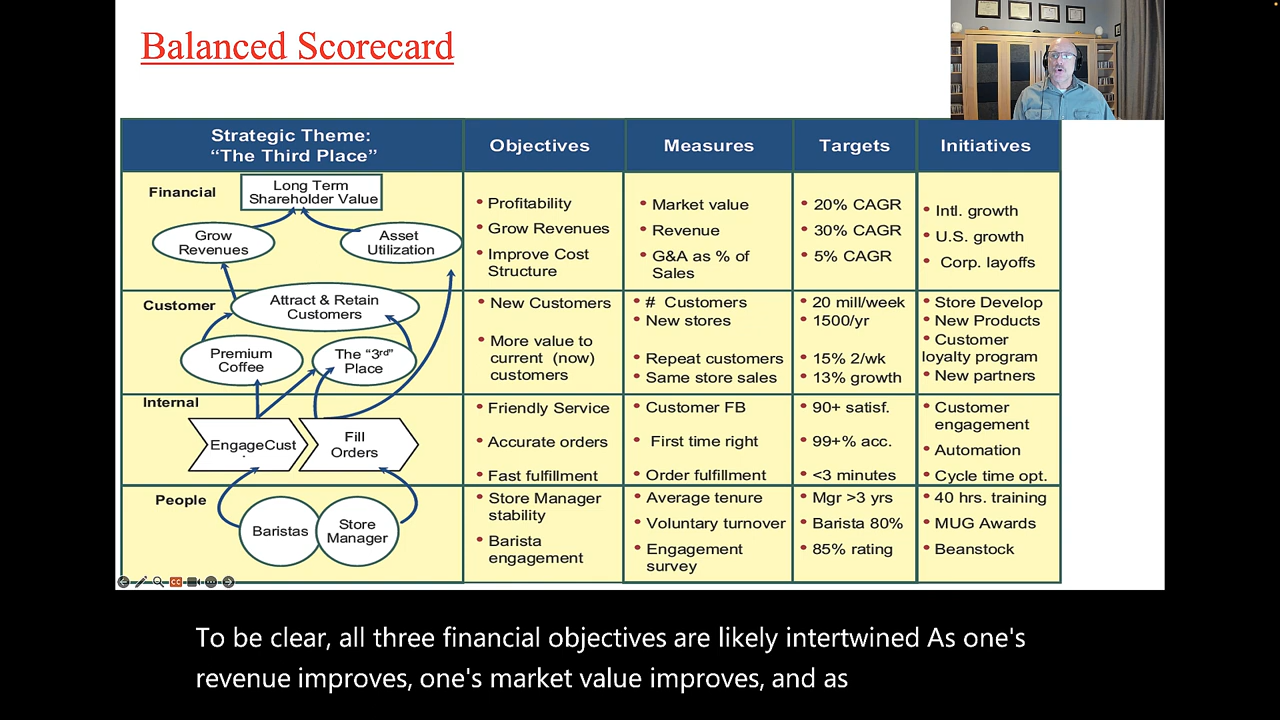 Balanced Scorecard
Strategic Theme:
“The Third Place”
Objectives
Measures
Targets
Initiatives
Financial
Long Term
Shareholder Value
Grow
Revenues
Asset
Utilization
• Profitability
• Grow Revenues
• Improve Cost
Structure
• Market value
• Revenue
• G&A as % of
Sales
• 20% CAGR
• 30% CAGR
• 5% CAGR
• Intl. growth
• U.S. growth
• Corp. layoffs
Customer
Attract & Retain
Customers
Premium
Coffee
The “3rd”
Place
• New Customers
• More value to
current (now)
customers
• # Customers
• New stores
• Repeat customers
• Same store sales
• 20 mill/week
• 1500/yr
• 15% 2/wk
• 13% growth
• Store Develop
• New Products
• Customer
loyalty program
• New partners
Internal
EngageCust
.
Fill
Orders
• Friendly Service
• Accurate orders
• Fast fulfillment
• Customer FB
• First time right
• Order fulfillment
• 90+ satisf.
• 99+% acc.
• <3 minutes
• Customer
engagement
• Automation
• Cycle time opt.
People
Baristas
Store
Manager
• Store Manager
stability
• Barista
engagement
• Average tenure
• Voluntary turnover
• Engagement
survey
• Mgr >3 yrs
• Barista 80%
• 85% rating
• 40 hrs. training
• MUG Awards
• Beanstock
To be clear, all three financial objectives are likely intertwined As one's
revenue improves, one's market value improves, and as